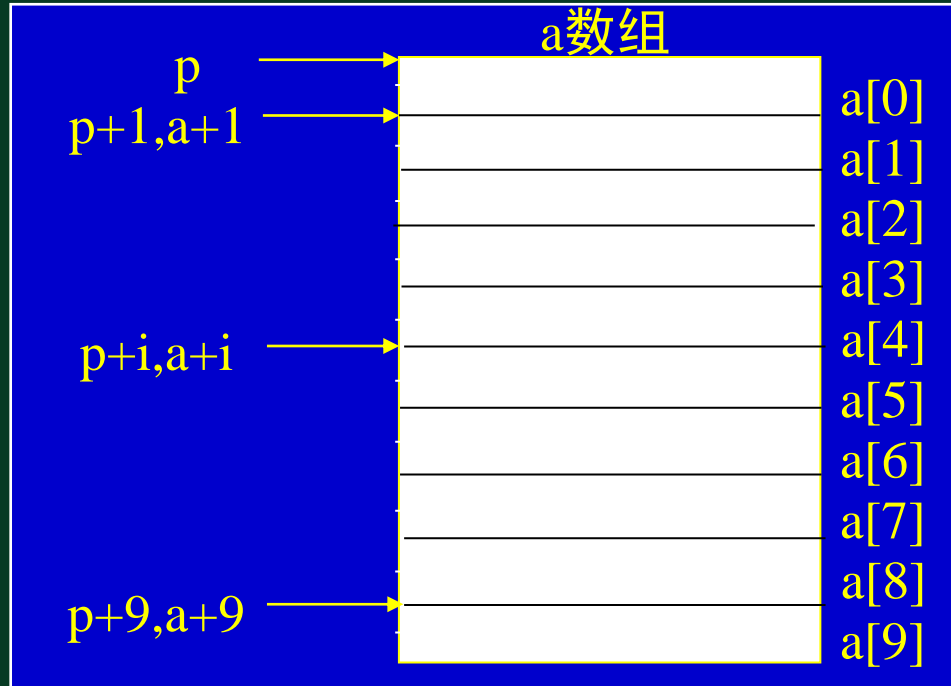 a数组
p
p+1,a+1
p+i,a+i
p+9,a+9
a[0]
a[1]
a[2]
a[3]
a[4]
a[5]
a[6]
a[7]
a[8]
a[9]